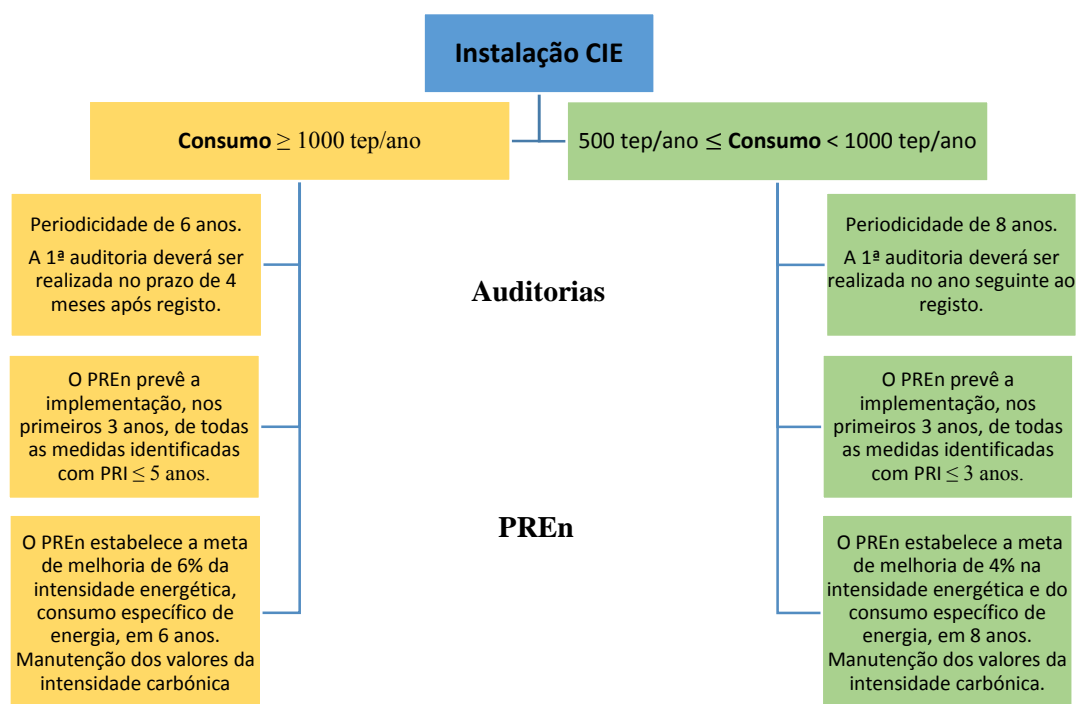 Instalação CIE
Consumo ≥ 1000 tep/ano
500 tep/ano ≤ Consumo < 1000 tep/ano
Periodicidade de 6 anos.
A 1ª auditoria deverá ser
realizada no prazo de 4
meses após registo.
Auditorias
Periodicidade de 8 anos.
A 1ª auditoria deverá ser
realizada no ano seguinte ao
registo.
O PREn prevê a
implementação, nos
primeiros 3 anos, de todas
as medidas identificadas
com PRI ≤ 5 anos.
O PREn prevê a
implementação, nos
primeiros 3 anos, de todas
as medidas identificadas
com PRI ≤ 3 anos.
PREn
O PREn estabelece a meta
de melhoria de 6% da
intensidade energética,
consumo específico de
energia, em 6 anos.
Manutenção dos valores da
intensidade carbónica
O PREn estabelece a meta
de melhoria de 4% na
intensidade energética e do
consumo específico de
energia, em 8 anos.
Manutenção dos valores da
intensidade carbónica.